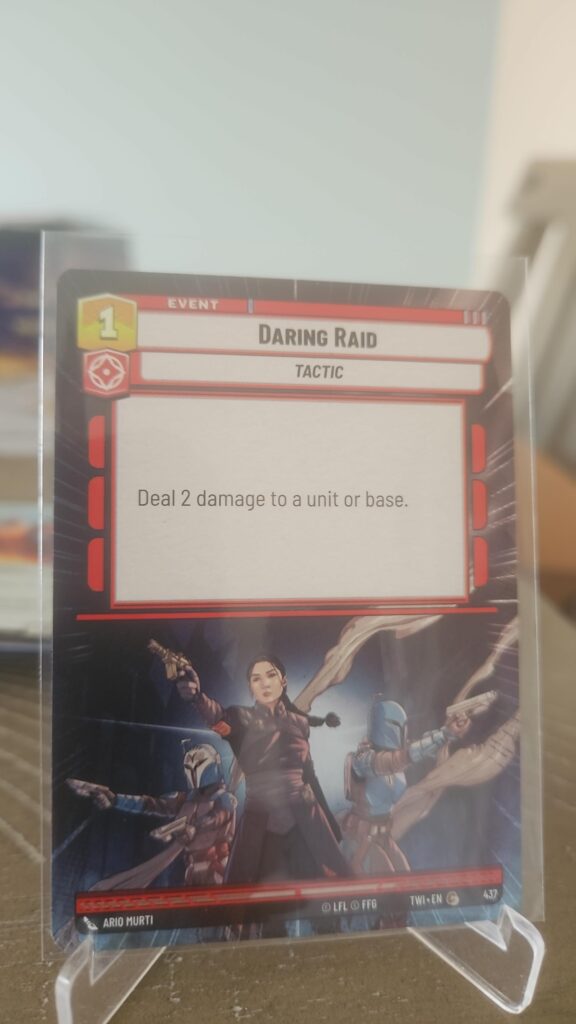 EVENT
1
DARING RAID
TACTIC
Deal 2 damage to a unit or base.
ARIO MURTI
© LFL © FFG
TWI • EN C
437